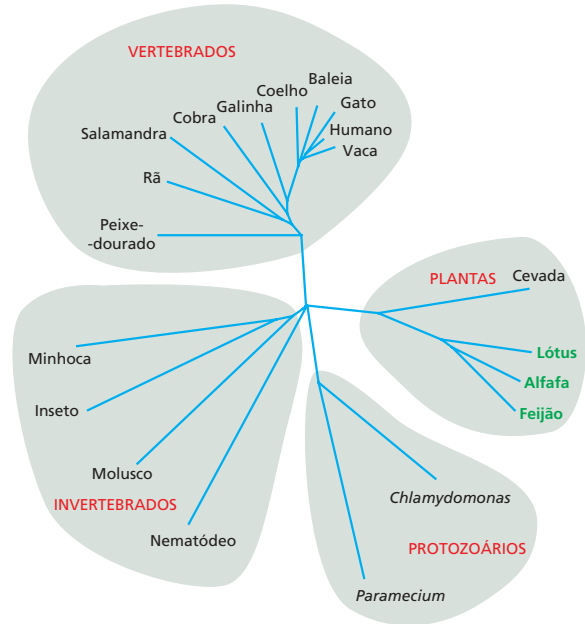 VERTEBRADOS
Baleia
Coelho
Gato
Galinha
Cobra
Humano
Salamandra
Vaca
Rã
Peixe-
-dourado
PLANTAS
Cevada
Lótus
Alfafa
Feijão
Minhoca
Inseto
Molusco
INVERTEBRADOS
Nematódeo
Chlamydomonas
PROTOZOÁRIOS
Paramecium